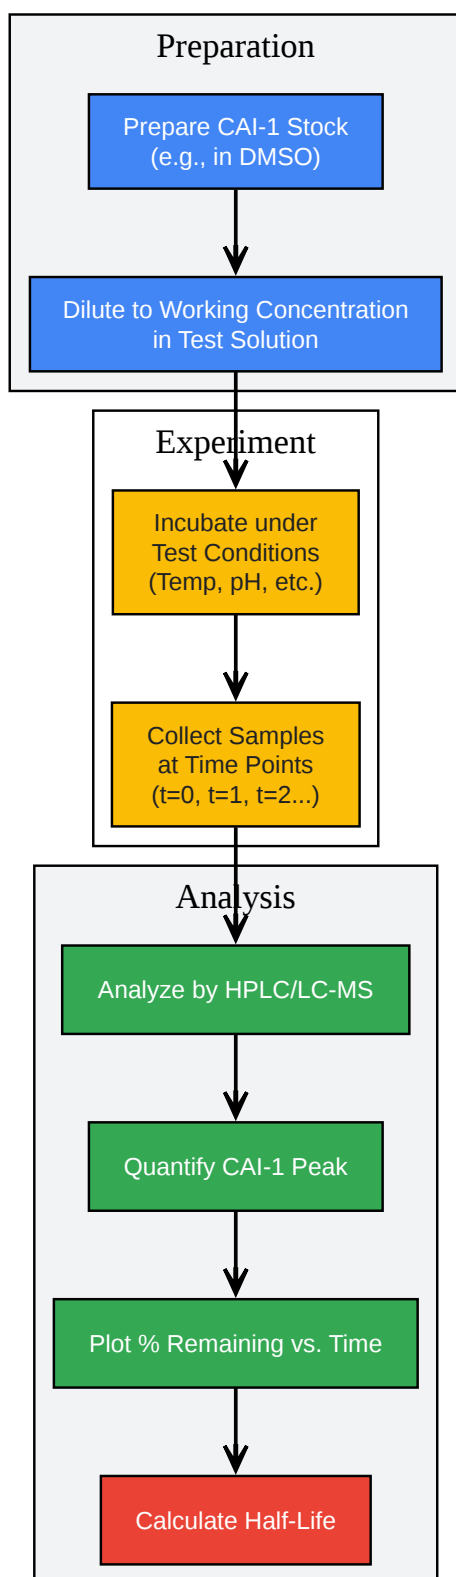 Preparation
Prepare CAI-1 Stock
(e.g., in DMSO)
Dilute to Working Concentration
in Test Solution
Experiment
Incubate under
Test Conditions
(Temp, pH, etc.)
Collect Samples
at Time Points
(t=0, t=1, t=2...)
Analysis
Analyze by HPLC/LC-MS
Quantify CAI-1 Peak
Plot % Remaining vs. Time
Calculate Half-Life